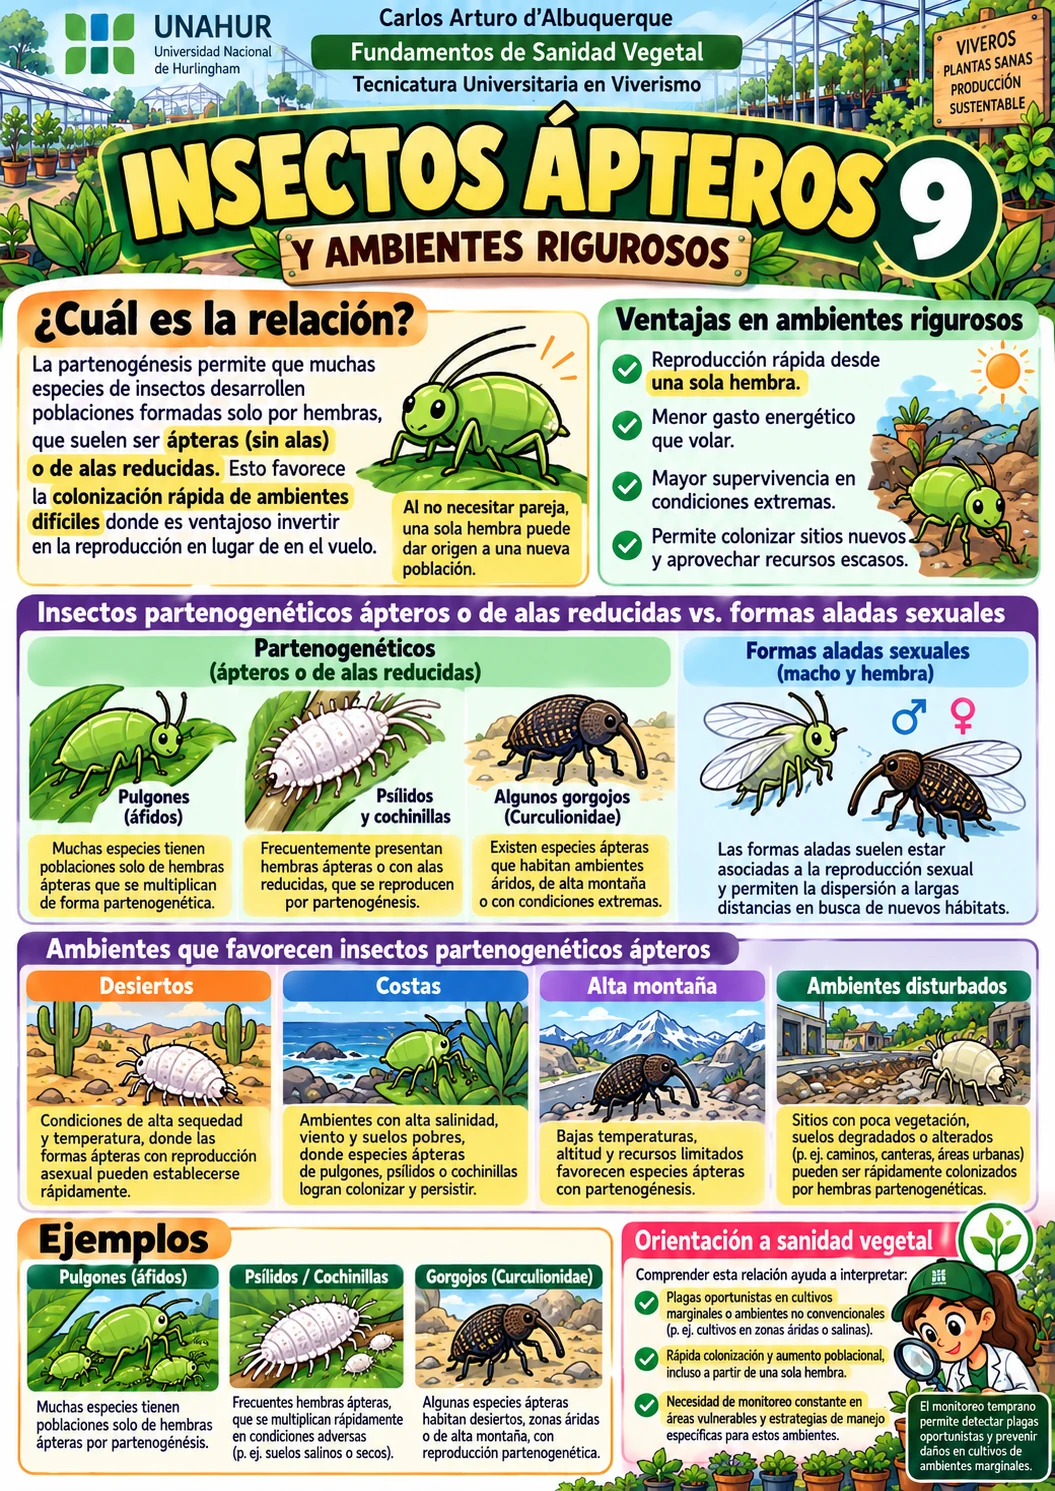 UNAHUR
Universidad Nacional
de Hurlingham
Carlos Arturo d'Albuquerque
Fundamentos de Sanidad Vegetal
Tecnicatura Universitaria en Viverismo
VIVEROS
PLANTAS SANAS
PRODUCCIÓN
SUSTENTABLE
INSECTOS ÁPTEROS 9
Y AMBIENTES RIGUROSOS
¿Cuál es la relación?
La partenogénesis permite que muchas
especies de insectos desarrollen
poblaciones formadas solo por hembras,
que suelen ser ápteras (sin alas)
o de alas reducidas. Esto favorece
la colonización rápida de ambientes
difíciles donde es ventajoso invertir
en la reproducción en lugar de en el vuelo.
Al no necesitar pareja,
una sola hembra puede
dar origen a una nueva
población.
Ventajas en ambientes rigurosos
Reproducción rápida desde
una sola hembra.
Menor gasto energético
que volar.
Mayor supervivencia en
condiciones extremas.
Permite colonizar sitios nuevos
y aprovechar recursos escasos.
Insectos partenogenéticos ápteros o de alas reducidas vs. formas aladas sexuales
Partenogenéticos
(ápteros o de alas reducidas)
Pulgones
(áfidos)
Muchas especies tienen
poblaciones solo de hembras
ápteras que se multiplican
de forma partenogenética.
Psílidos
y cochinillas
Frecuentemente presentan
hembras ápteras o con alas
reducidas, que se reproducen
por partenogénesis.
Algunos gorgojos
(Curculionidae)
Existen especies ápteras
que habitan ambientes
áridos, de alta montaña
o con condiciones extremas.
Formas aladas sexuales
(macho y hembra)
♂ ♀
Las formas aladas suelen estar
asociadas a la reproducción sexual
y permiten la dispersión a largas
distancias en busca de nuevos hábitats.
Ambientes que favorecen insectos partenogenéticos ápteros
Desiertos
Condiciones de alta sequedad
y temperatura, donde las
formas ápteras con reproducción
asexual pueden establecerse
rápidamente.
Costas
Ambientes con alta salinidad,
viento y suelos pobres,
donde especies ápteras
de pulgones, psílidos o cochinillas
logran colonizar y persistir.
Alta montaña
Bajas temperaturas,
altitud y recursos limitados
favorecen especies ápteras
con partenogénesis.
Ambientes disturbados
Sitios con poca vegetación,
suelos degradados o alterados
(p. ej. caminos, canteras, áreas urbanas)
pueden ser rápidamente colonizados
por hembras partenogenéticas.
Ejemplos
Pulgones (áfidos)
Muchas especies tienen
poblaciones solo de hembras
ápteras por partenogénesis.
Psílidos / Cochinillas
Frecuentes hembras ápteras,
que se multiplican rápidamente
en condiciones adversas
(p. ej. suelos salinos o secos).
Gorgojos (Curculionidae)
Algunas especies ápteras
habitan desiertos, zonas áridas
o de alta montaña, con
reproducción partenogenética.
Orientación a sanidad vegetal
Comprender esta relación ayuda a interpretar:
Plagas oportunistas en cultivos
marginales o ambientes no convencionales
(p. ej. cultivos en zonas áridas o salinas).
Rápida colonización y aumento poblacional,
incluso a partir de una sola hembra.
Necesidad de monitoreo constante en
áreas vulnerables y estrategias de manejo
específicas para estos ambientes.
UNAHUR
El monitoreo temprano
permite detectar plagas
oportunistas y prevenir
daños en cultivos de
ambientes marginales.